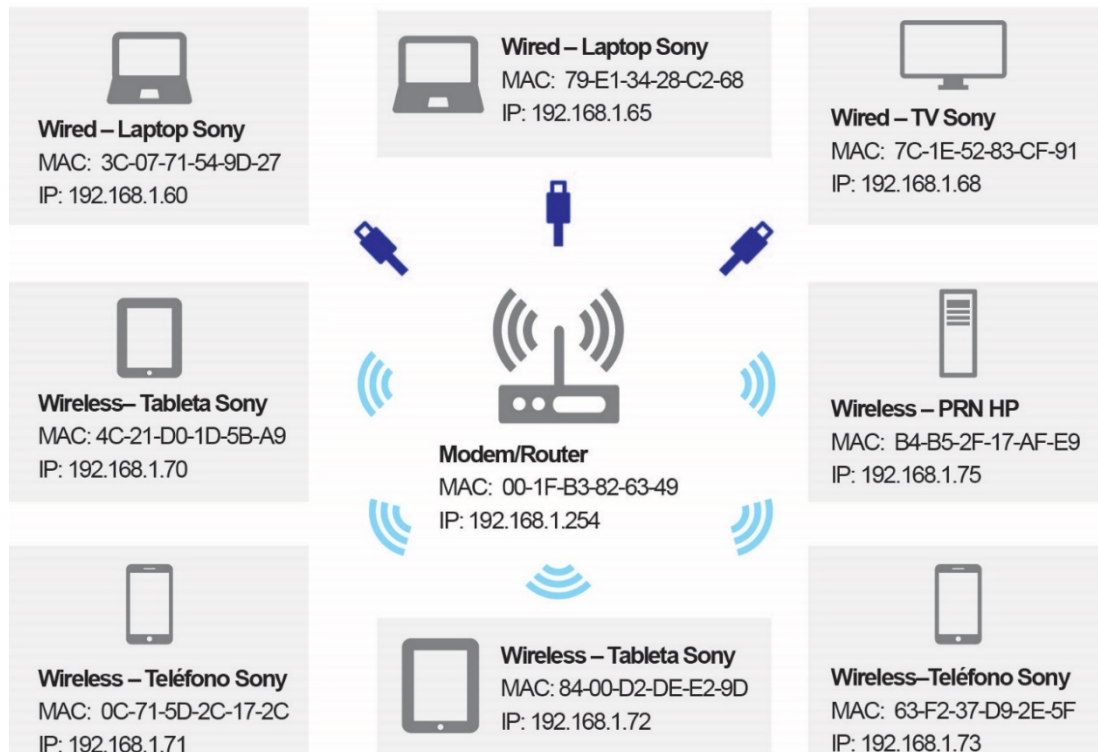 Wired – Laptop Sony
MAC: 3C-07-71-54-9D-27
IP: 192.168.1.60
Wired – Laptop Sony
MAC: 79-E1-34-28-C2-68
IP: 192.168.1.65
Wired – TV Sony
MAC: 7C-1E-52-83-CF-91
IP: 192.168.1.68
Wireless– Tableta Sony
MAC: 4C-21-D0-1D-5B-A9
IP: 192.168.1.70
Modem/Router
MAC: 00-1F-B3-82-63-49
IP: 192.168.1.254
Wireless – PRN HP
MAC: B4-B5-2F-17-AF-E9
IP: 192.168.1.75
Wireless – Teléfono Sony
MAC: 0C-71-5D-2C-17-2C
IP: 192.168.1.71
Wireless – Tableta Sony
MAC: 84-00-D2-DE-E2-9D
IP: 192.168.1.72
Wireless–Teléfono Sony
MAC: 63-F2-37-D9-2E-5F
IP: 192.168.1.73